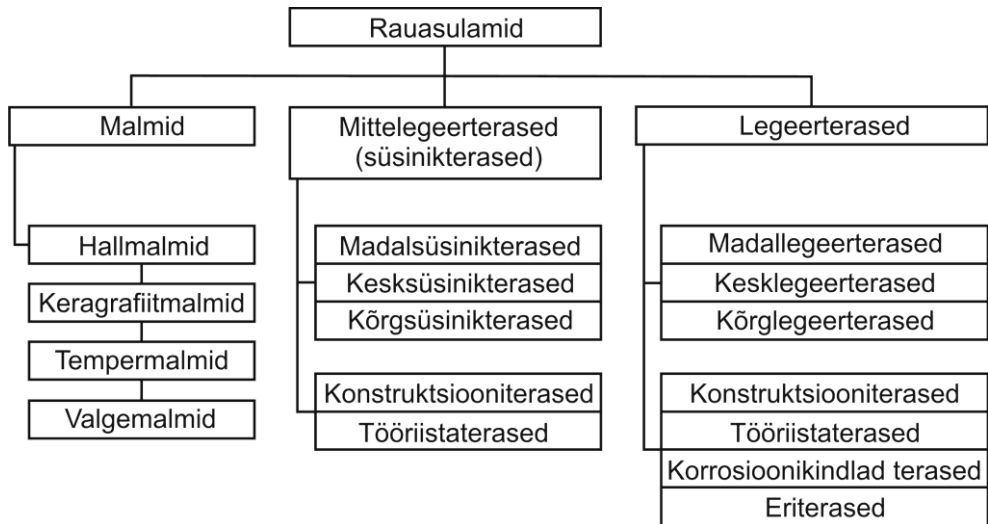 Rauasulamid
Malmid
Mittelegeerterased
(süsinikterased)
Legeerterased
Hallmalmid
Keragrafiitmalmid
Tempermalmid
Valgemalmid
Madalsüsinikterased
Kesksüsinikterased
Kõrgsüsinikterased
Konstruktsiooniterased
Tööriistaterased
Madallegeerterased
Kesklegeerterased
Kõrglegeerterased
Konstruktsiooniterased
Tööriistaterased
Korrosioonikindlad terased
Eriterased